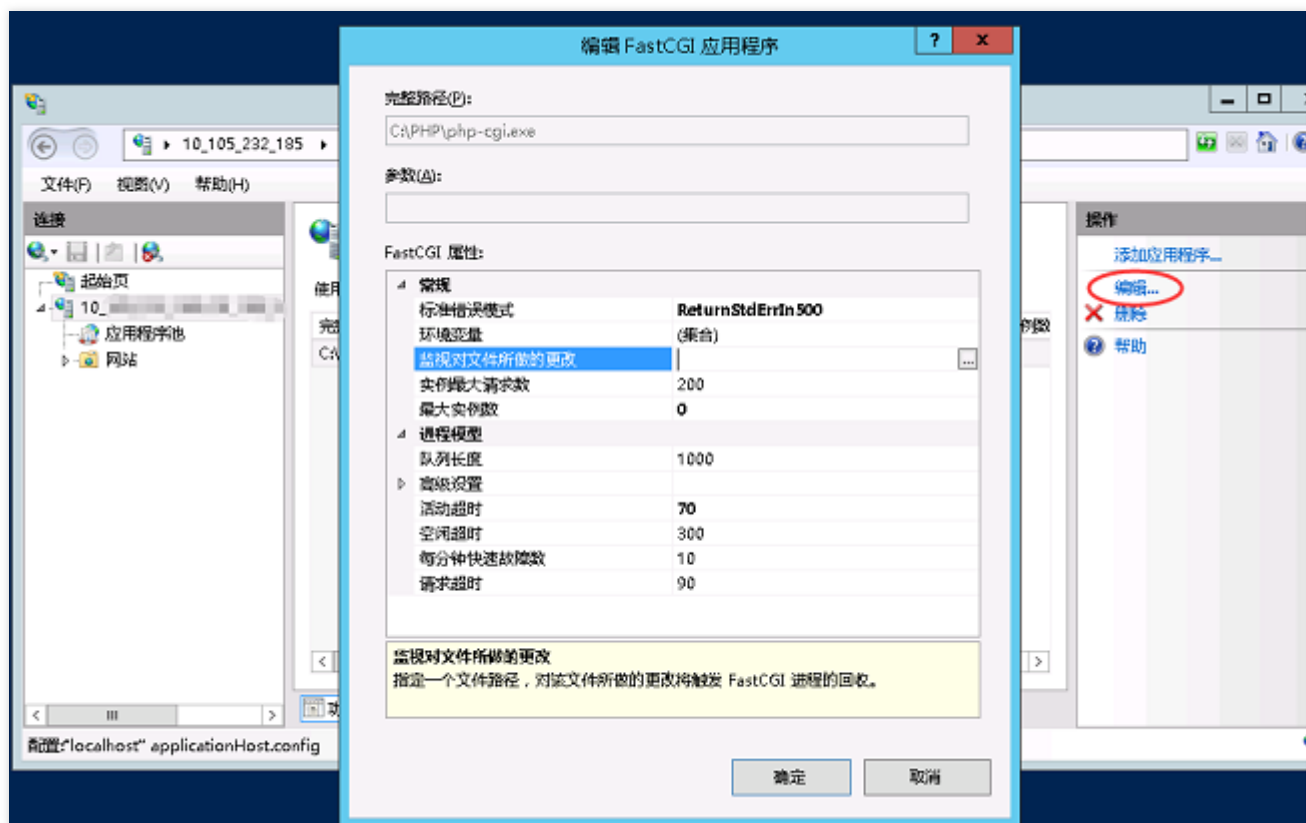 编辑 FastCGI 应用程序
? x
完整路径(P):
C:\PHP\php-cgi.exe
参数(A):
FastCGI 属性:
常规
标准错误模式 ReturnStdErrIn500
环境变量 (集合)
监视对文件所做的更改 ...
实例最大请求数 200
最大实例数 0
进程模型
队列长度 1000
高级设置
活动超时 70
空闲超时 300
每分钟快速故障数 10
请求超时 90
监视对文件所做的更改
指定一个文件路径，对该文件所做的更改将触发 FastCGI 进程的回收。
确定 取消
10_105_232_185
文件(F) 视图(V) 帮助(H)
连接
起始页
10_
应用程序池
网站
使用
完
C:\
例数
功
配置:"localhost" applicationHost.config
操作
添加应用程序...
编辑...
删除
帮助